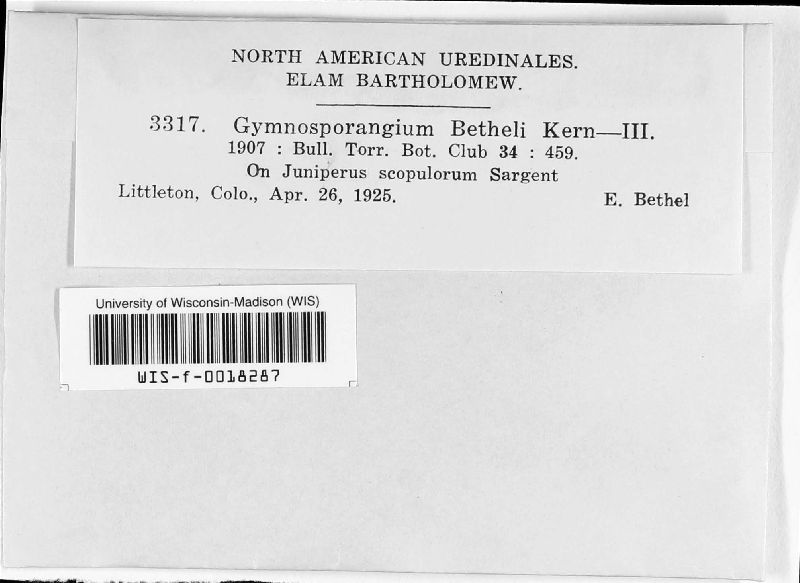 NORTH AMERICAN UREDINALES.
ELAM BARTHOLOMEW.
3317. Gymnosporangium Betheli Kern—III.
1907 : Bull. Torr. Bot. Club 34 : 459.
On Juniperus scopulorum Sargent
Littleton, Colo., Apr. 26, 1925. E. Bethel
University of Wisconsin-Madison (WIS)
WIS-f-0018287